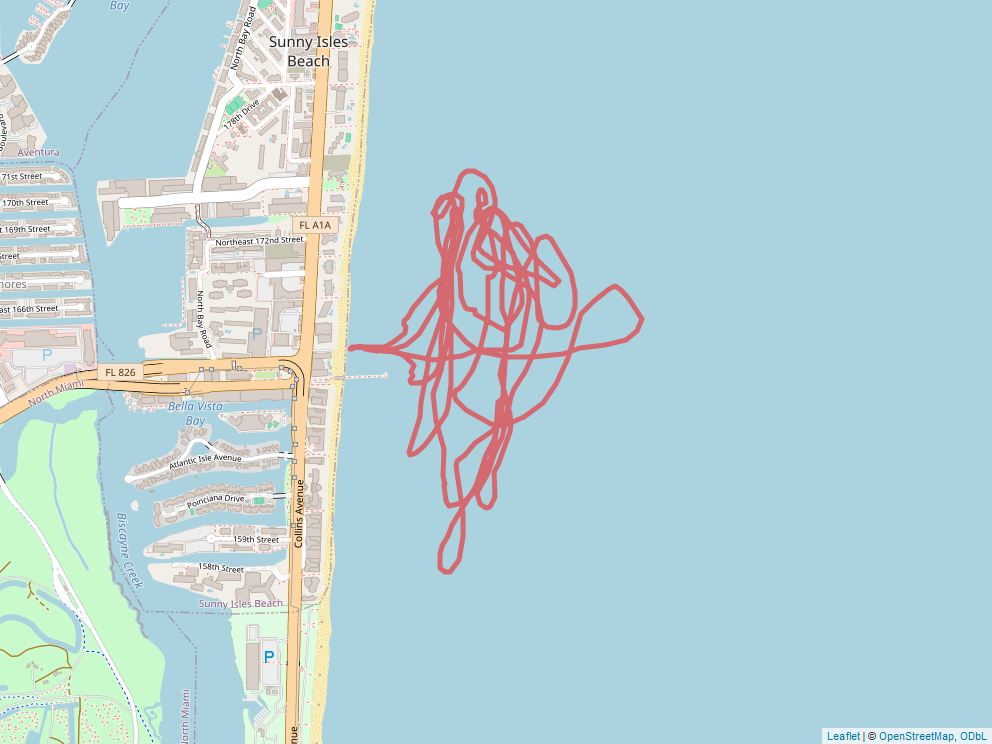 Bay
North Bay Road
Sunny Isles
Beach
178th Drive
Aventura
71st Street
170th Street
t 169th Street
Street
FL A1A
Northeast 172nd Street
ores
ast 166th Street
North Bay Road
P
P
FL 826
North Miami
Bella Vista
Bay
Atlantic Isle Avenue
Poinciana Drive
Collins Avenue
Biscayne Creek
159th Street
158th Street
Sunny Isles Beach
P
North Miami
nue
Leaflet | © OpenStreetMap, ODbL